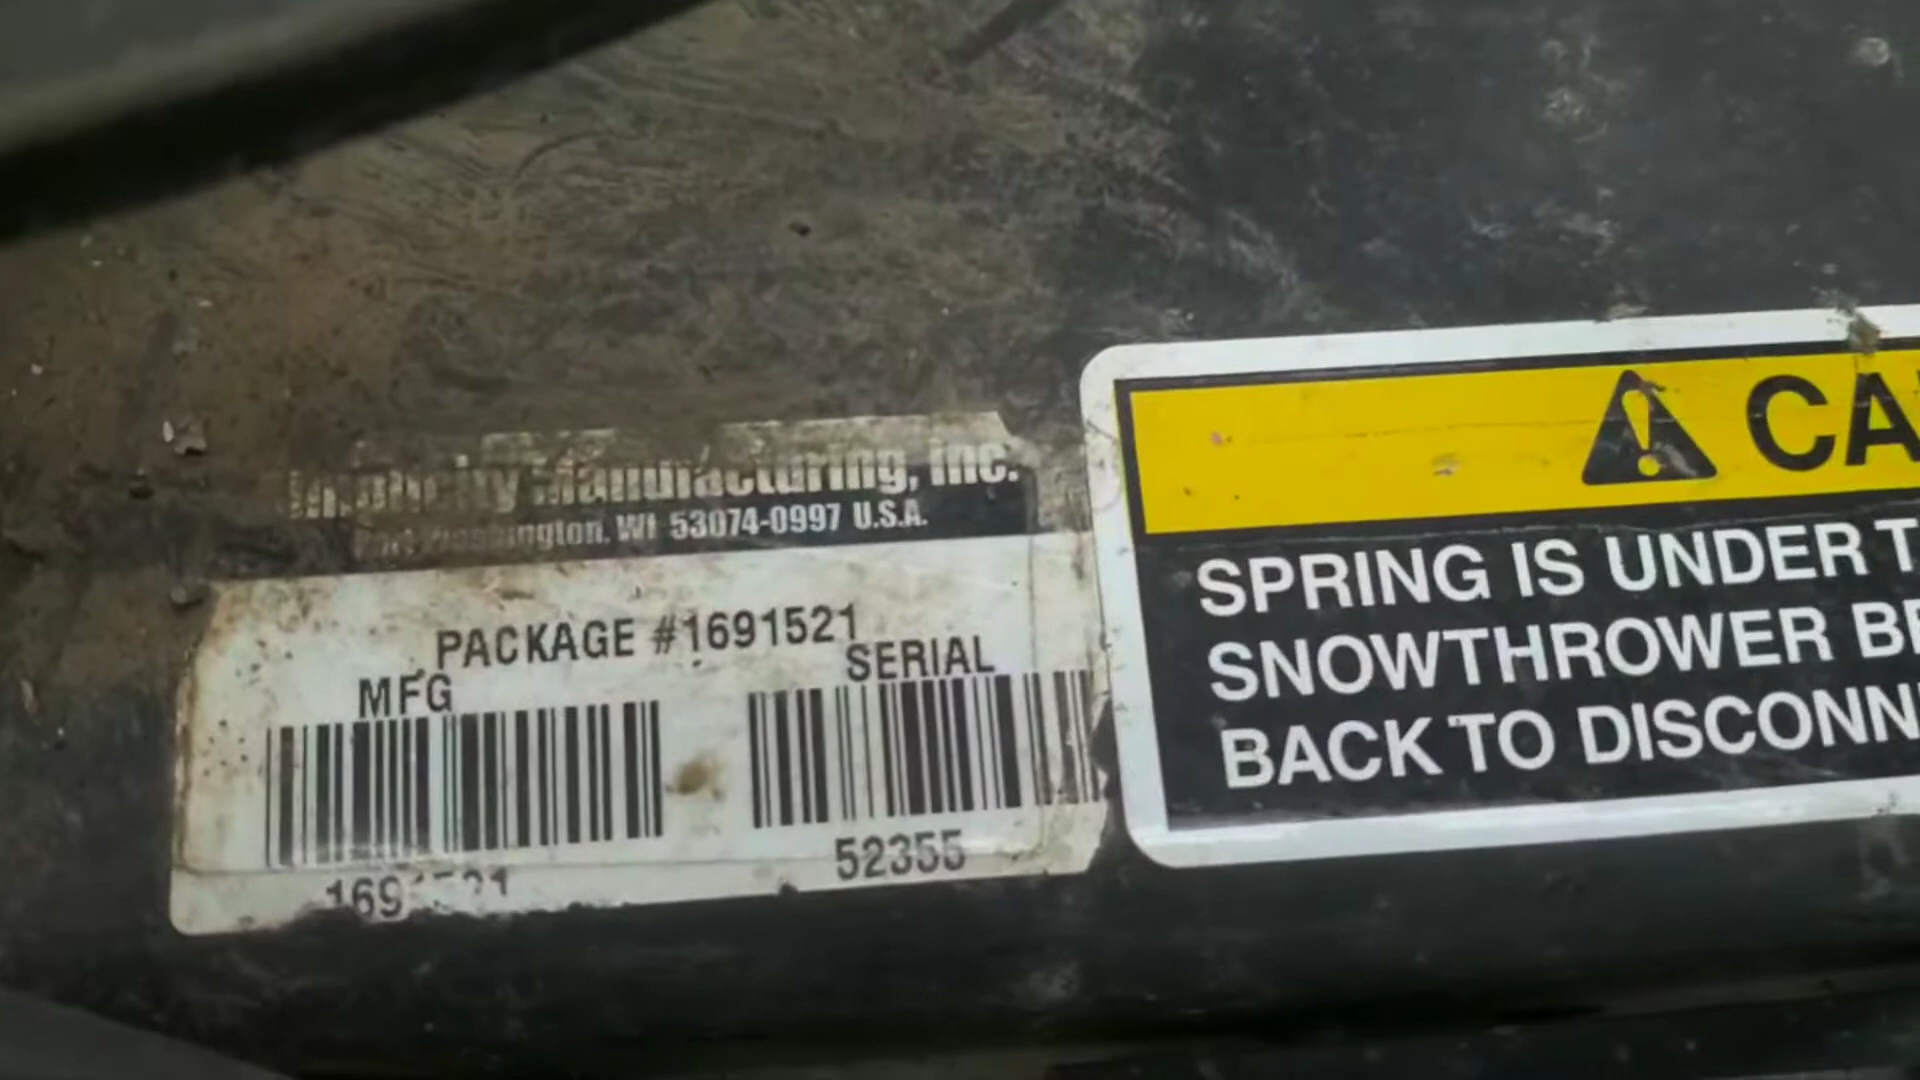 Manufacturing, Inc.
Port Washington, WI 53074-0997 U.S.A.
PACKAGE #1691521
MFG
SERIAL
52355
CA
SPRING IS UNDER T
SNOWTHROWER BE
BACK TO DISCONN